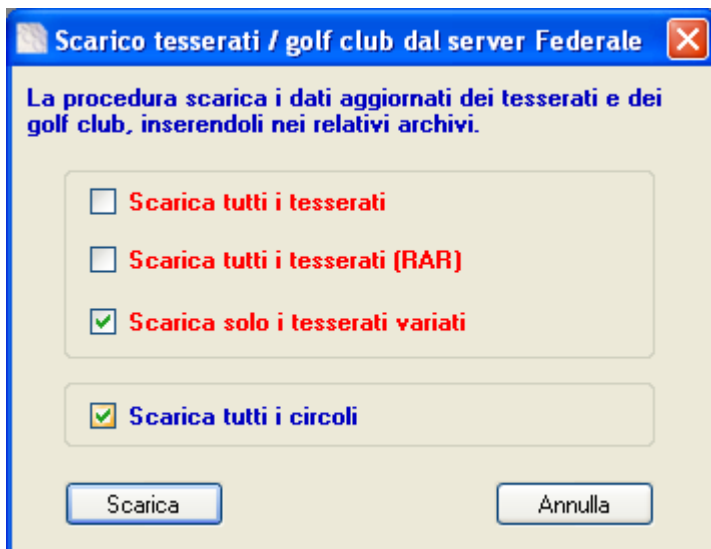 Scarico tesserati / golf club dal server Federale
La procedura scarica i dati aggiornati dei tesserati e dei
golf club, inserendoli nei relativi archivi.
Scarica tutti i tesserati
Scarica tutti i tesserati (RAR)
Scarica solo i tesserati variati
Scarica tutti i circoli
Scarica
Annulla